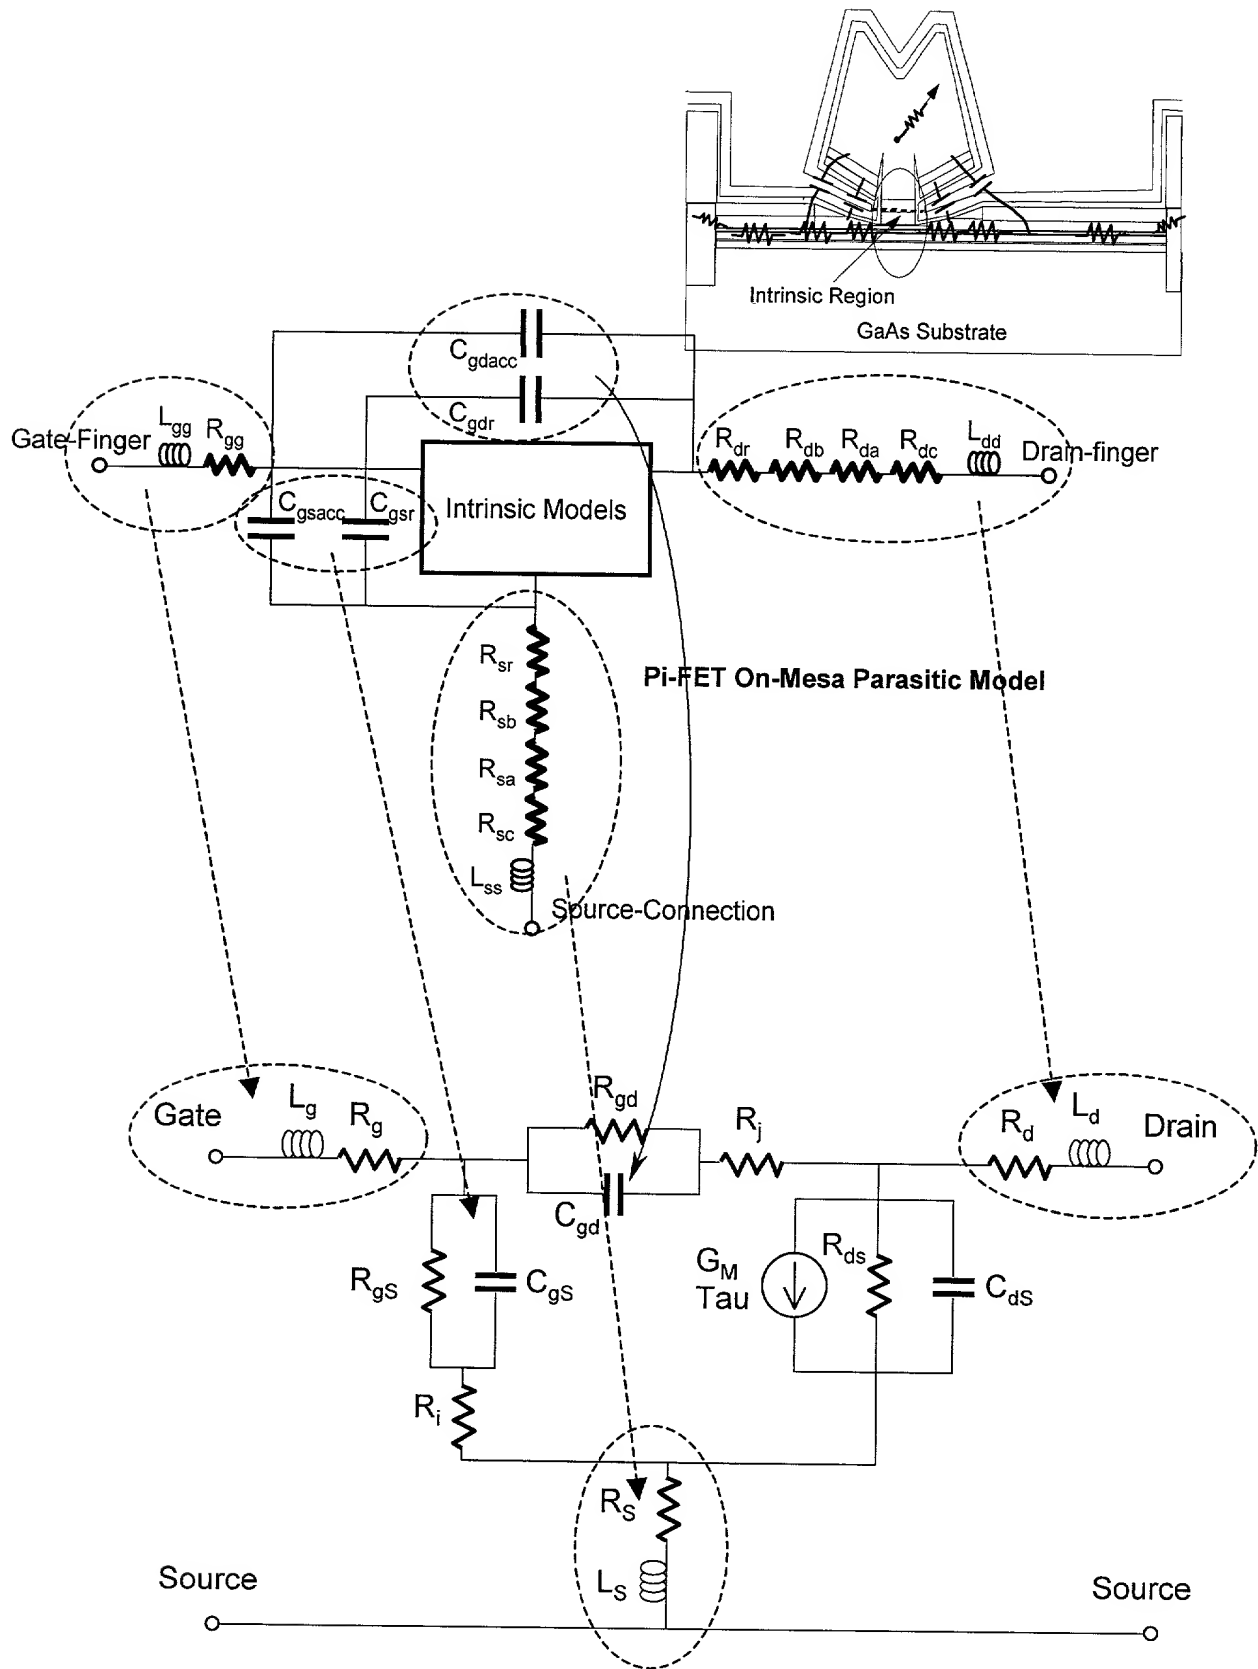 Intrinsic Region
GaAs Substrate
Cgdacc
Cgdr
Gate-Finger
Lgg
Rgg
Rdr
Rdb
Rda
Rdc
Ldd
Drain-finger
Cgsacc
Cgsr
Intrinsic Models
Rsr
Pi-FET On-Mesa Parasitic Model
Rsb
Rsa
Rsc
Lss
Source-Connection
Gate
Lg
Rg
Rgd
Rj
Rd
Ld
Drain
Cgd
RgS
CgS
GM
Tau
Rds
CdS
Ri
RS
LS
Source
Source